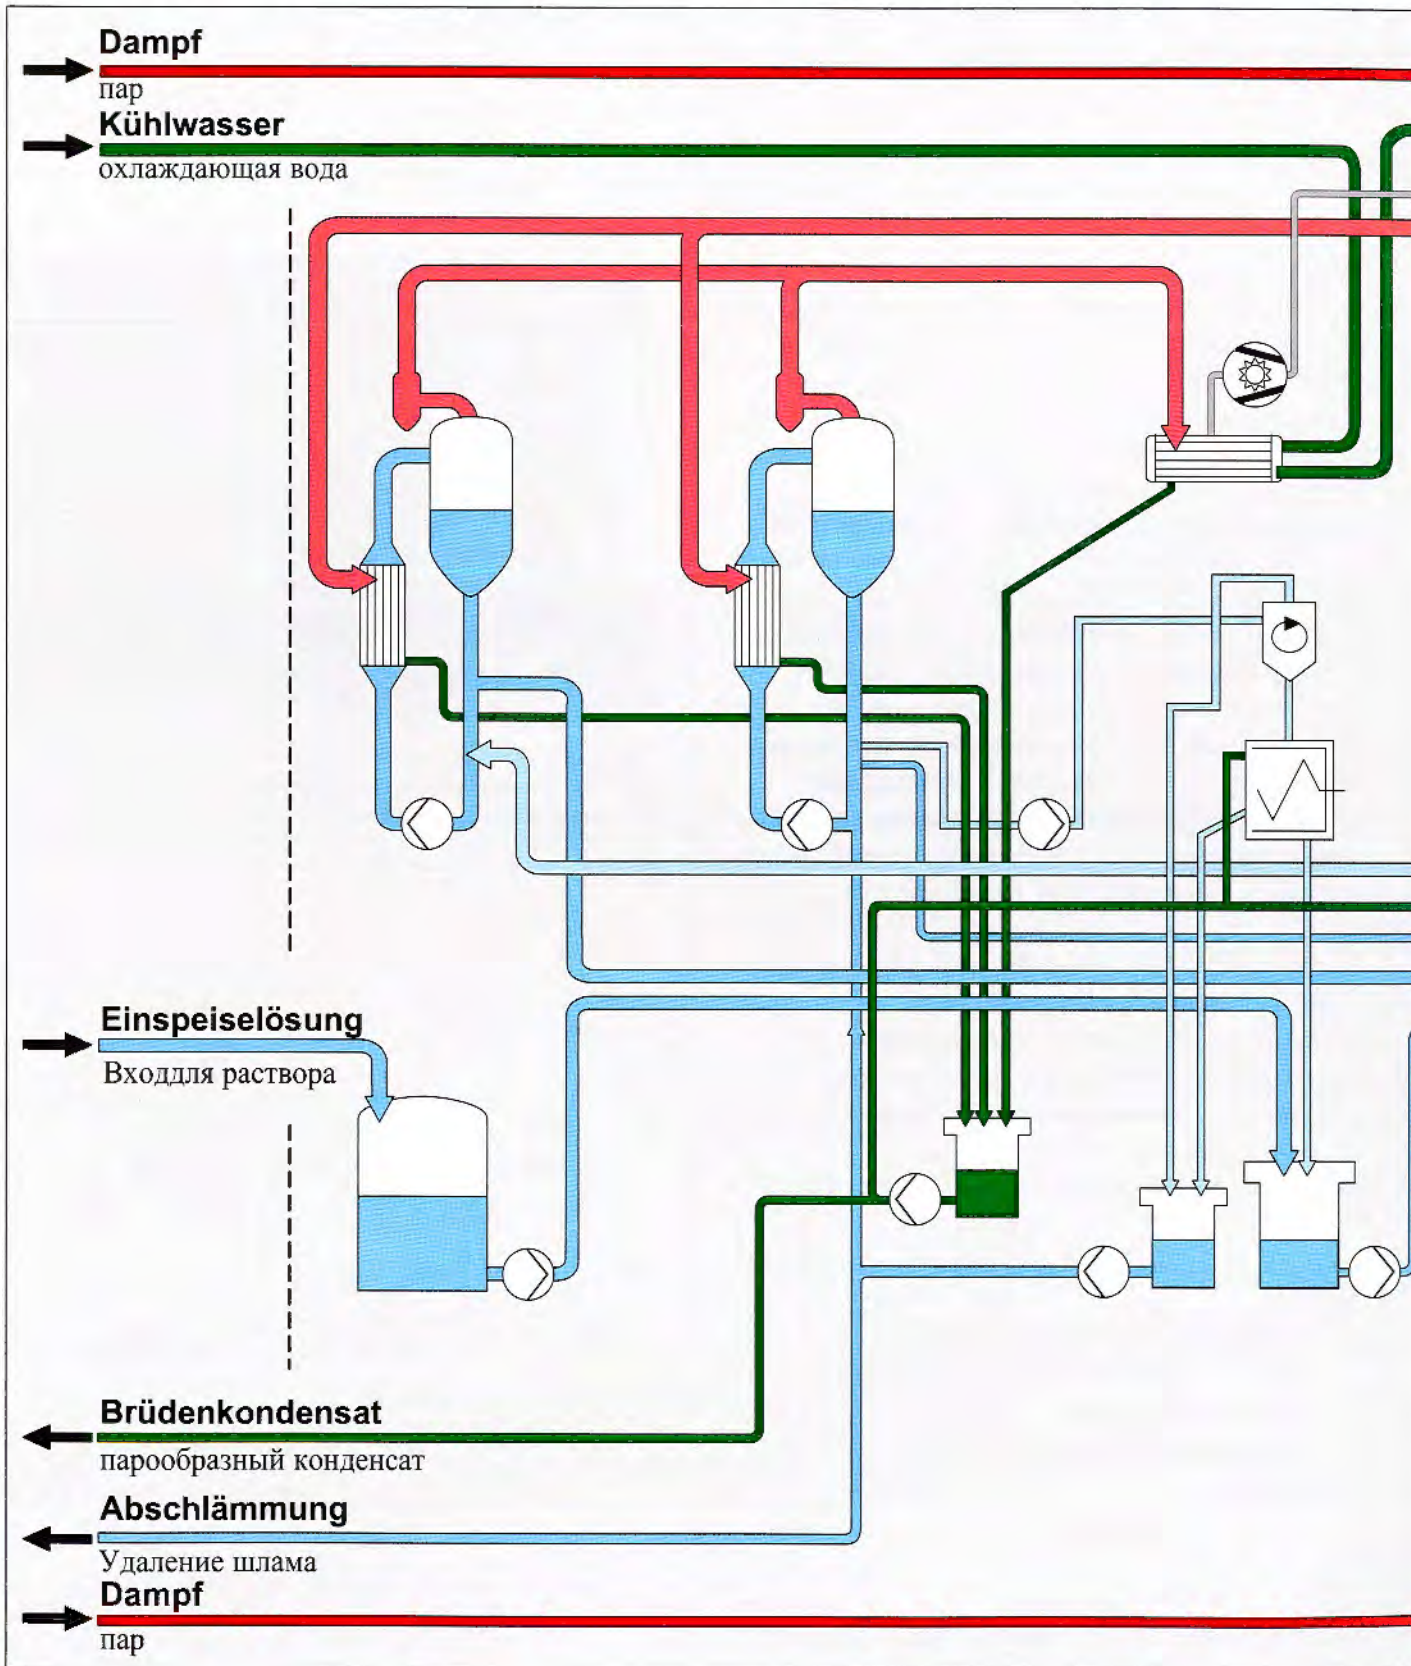 Dampf
пар
Kühlwasser
охлаждающая вода
Einspeiselösung
Входдля раствора
Brüdenkondensat
парообразный конденсат
Abschlämmung
Удаление шлама
Dampf
пар